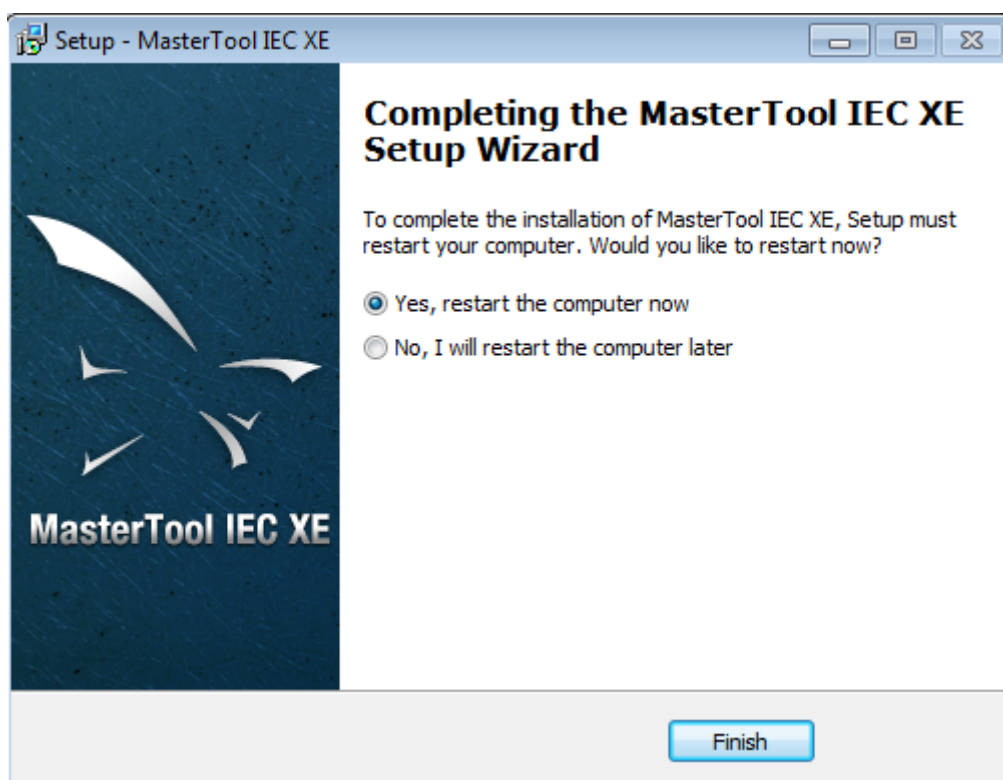 Setup - MasterTool IEC XE
Completing the MasterTool IEC XE
Setup Wizard
To complete the installation of MasterTool IEC XE, Setup must
restart your computer. Would you like to restart now?
Yes, restart the computer now
No, I will restart the computer later
MasterTool IEC XE
Finish